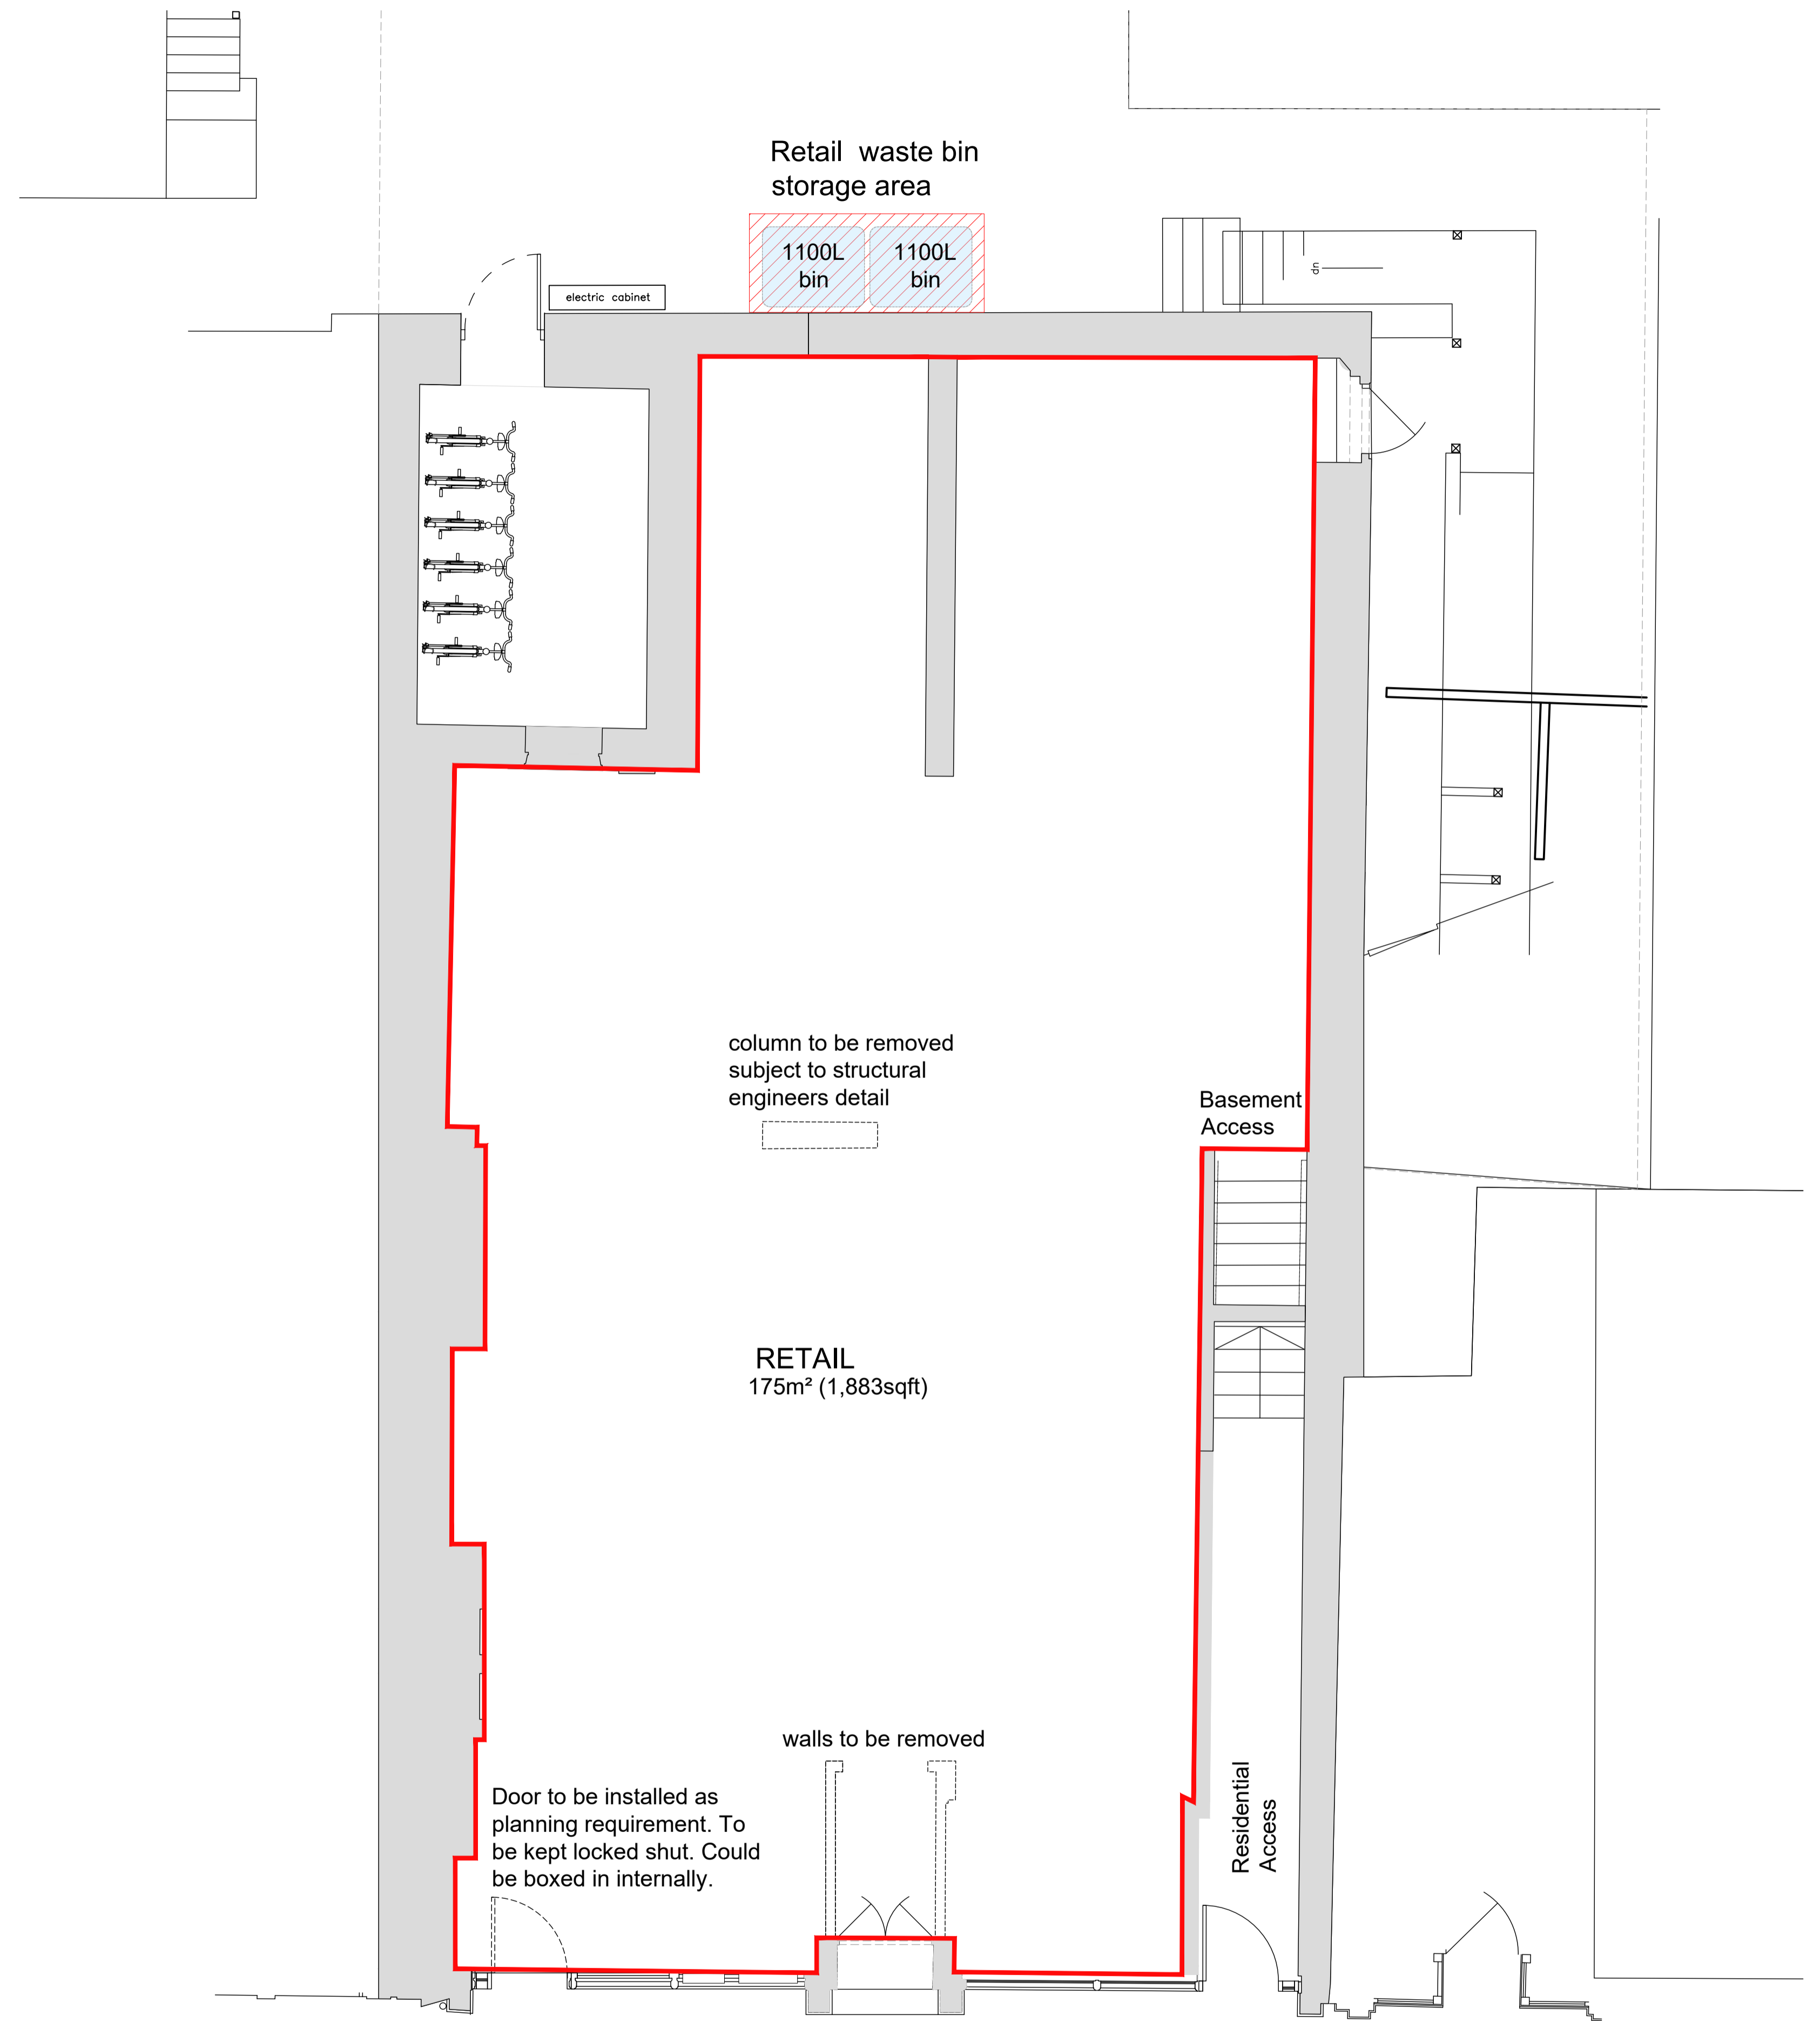 Retail waste bin
storage area
1100L
bin
1100L
bin
electric cabinet
up
column to be removed
subject to structural
engineers detail
Basement
Access
RETAIL
175m² (1,883sqft)
walls to be removed
Door to be installed as
planning requirement. To
be kept locked shut. Could
be boxed in internally.
Residential
Access